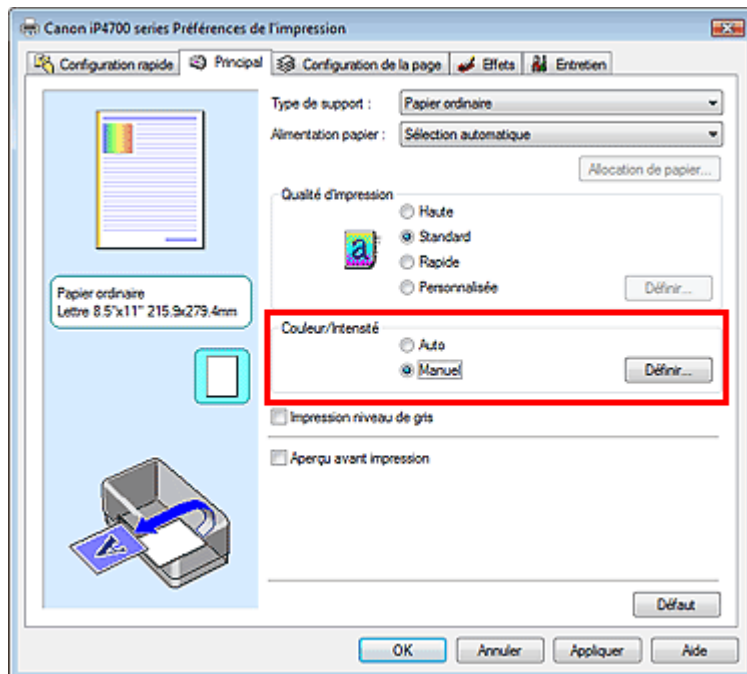 Canon iP4700 series Préférences de l'impression
Configuration rapide
Principal
Configuration de la page
Effets
Entretien
Type de support :
Papier ordinaire
Alimentation papier :
Sélection automatique
Allocation de papier...
Qualité d'impression
Haute
a
Standard
Rapide
Personnalisée
Définir...
Papier ordinaire
Lettre 8.5"x11" 215.9x279.4mm
Couleur/Intensité
Auto
Manuel
Définir...
Impression niveau de gris
Aperçu avant impression
A
Défaut
OK
Annuler
Appliquer
Aide